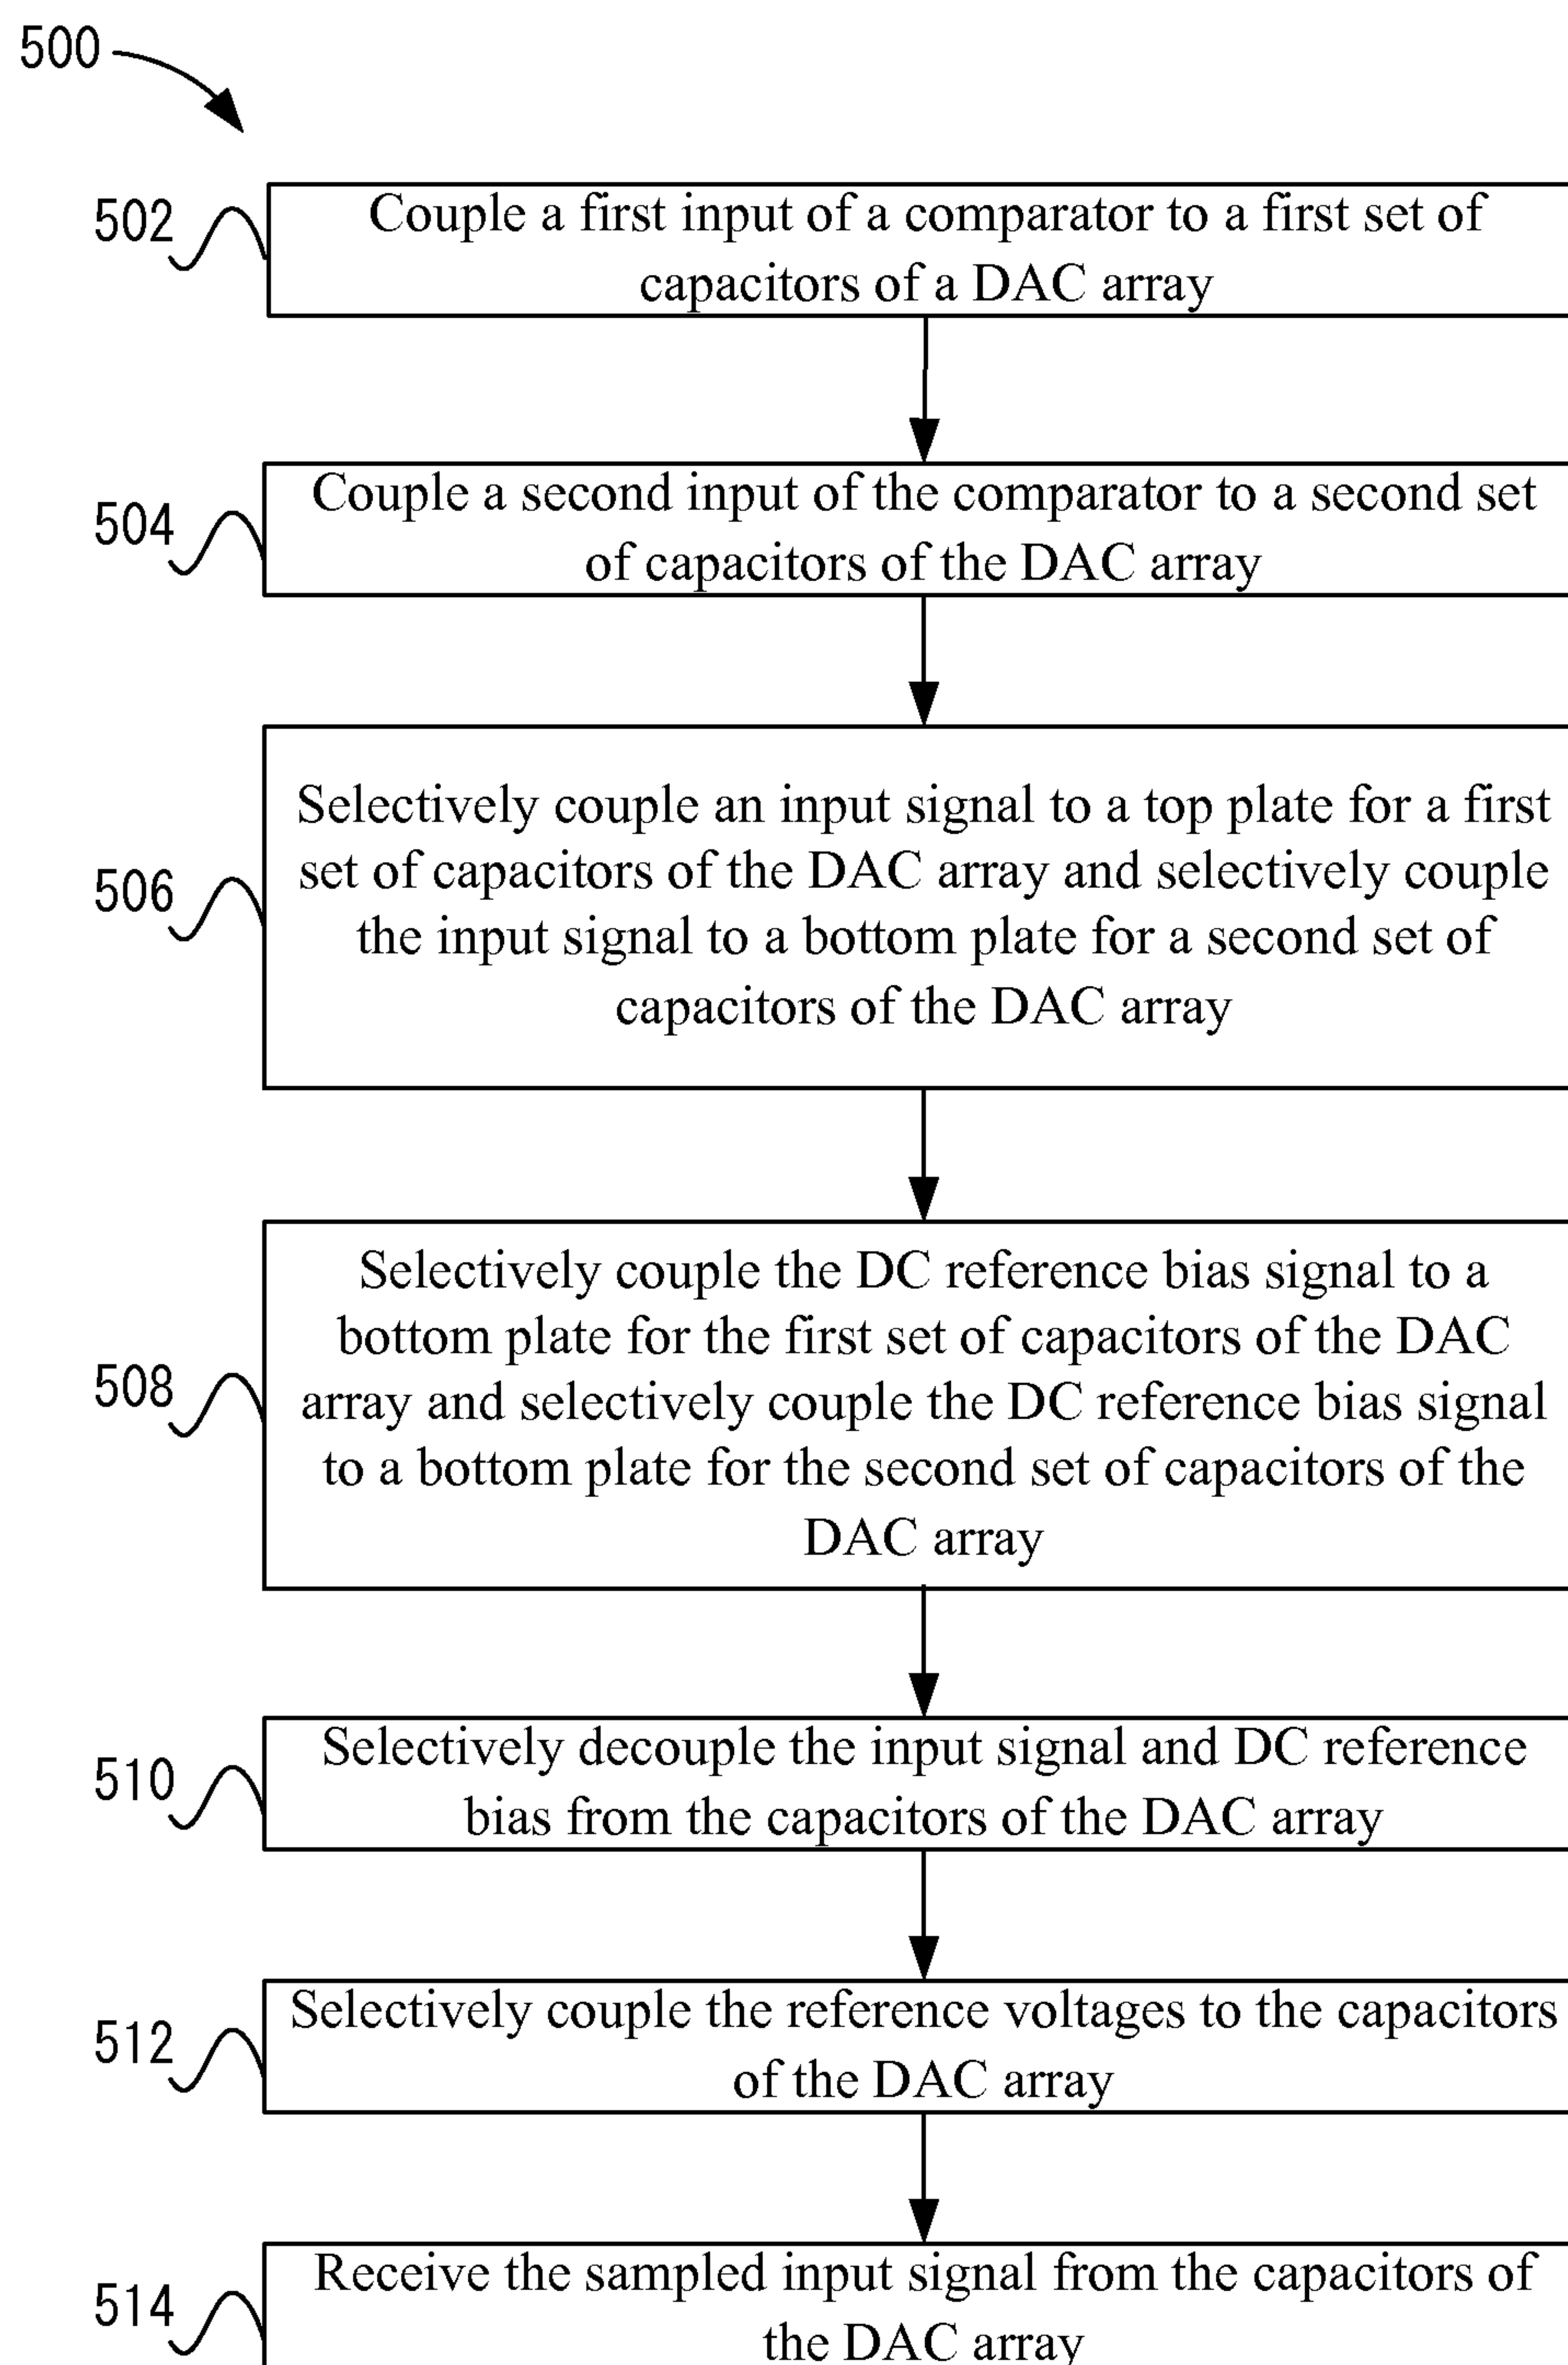 500
502
Couple a first input of a comparator to a first set of
capacitors of a DAC array
504
Couple a second input of the comparator to a second set
of capacitors of the DAC array
506
Selectively couple an input signal to a top plate for a first
set of capacitors of the DAC array and selectively couple
the input signal to a bottom plate for a second set of
capacitors of the DAC array
508
Selectively couple the DC reference bias signal to a
bottom plate for the first set of capacitors of the DAC
array and selectively couple the DC reference bias signal
to a bottom plate for the second set of capacitors of the
DAC array
510
Selectively decouple the input signal and DC reference
bias from the capacitors of the DAC array
512
Selectively couple the reference voltages to the capacitors
of the DAC array
514
Receive the sampled input signal from the capacitors of
the DAC array